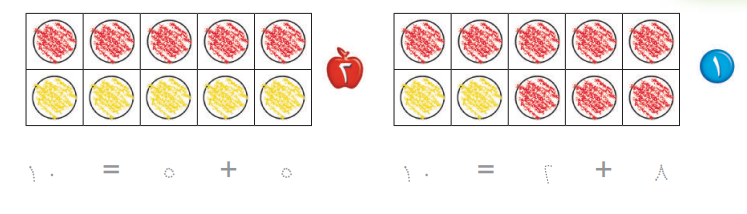 ١
٨ + ٢ = ١٠
٢
٥ + ٥ = ١٠